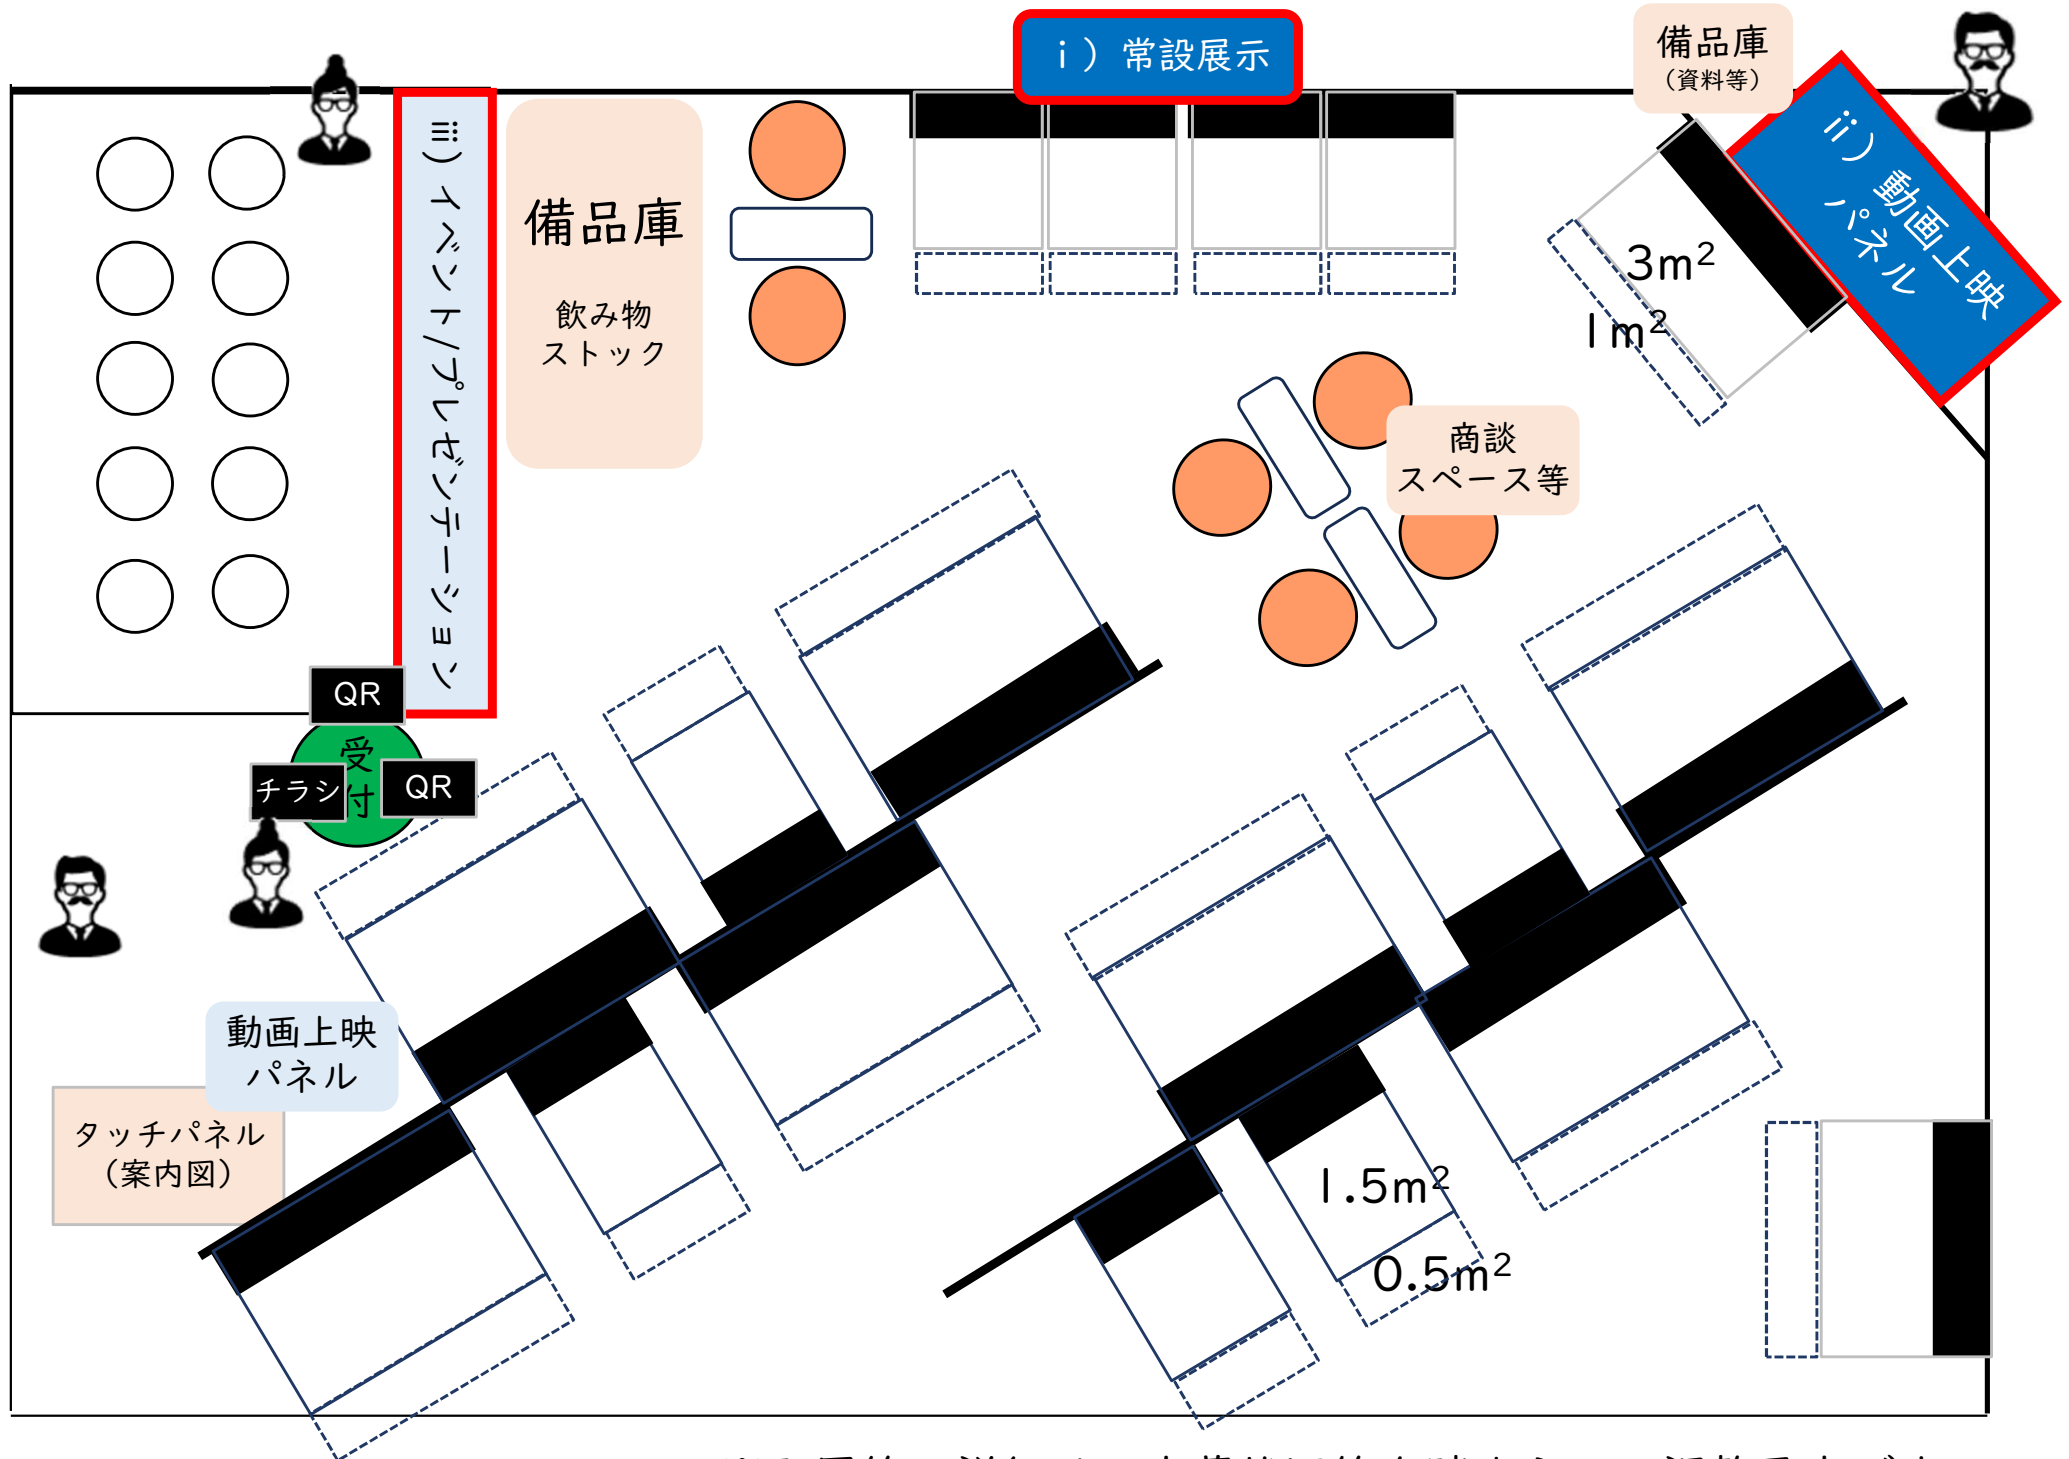 ⅰ）常設展示
備品庫
（資料等）
ⅱ）動画上映
パネル
ⅲ）イベント/プレゼンテーション
備品庫
飲み物
ストック
3m²
1m²
商談
スペース等
QR
受
付
チラシ
QR
動画上映
パネル
タッチパネル
（案内図）
1.5m²
0.5m²